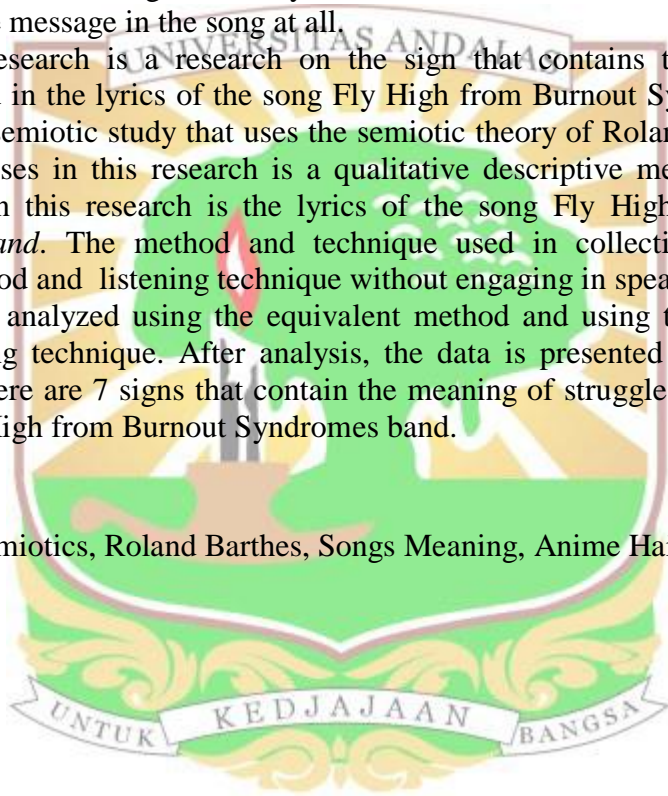 e message in the song at all.
UNIVERSITAS ANDALAS
esearch is a research on the sign that contains t
in the lyrics of the song Fly High from Burnout Sy
emiotic study that uses the semiotic theory of Rolan
ses in this research is a qualitative descriptive me
n this research is the lyrics of the song Fly High
and. The method and technique used in collecti
od and listening technique without engaging in spea
analyzed using the equivalent method and using t
ng technique. After analysis, the data is presented
ere are 7 signs that contain the meaning of struggle
High from Burnout Syndromes band.
miotics, Roland Barthes, Songs Meaning, Anime Hai
UNTUK KEDJAJAAN BANGSA